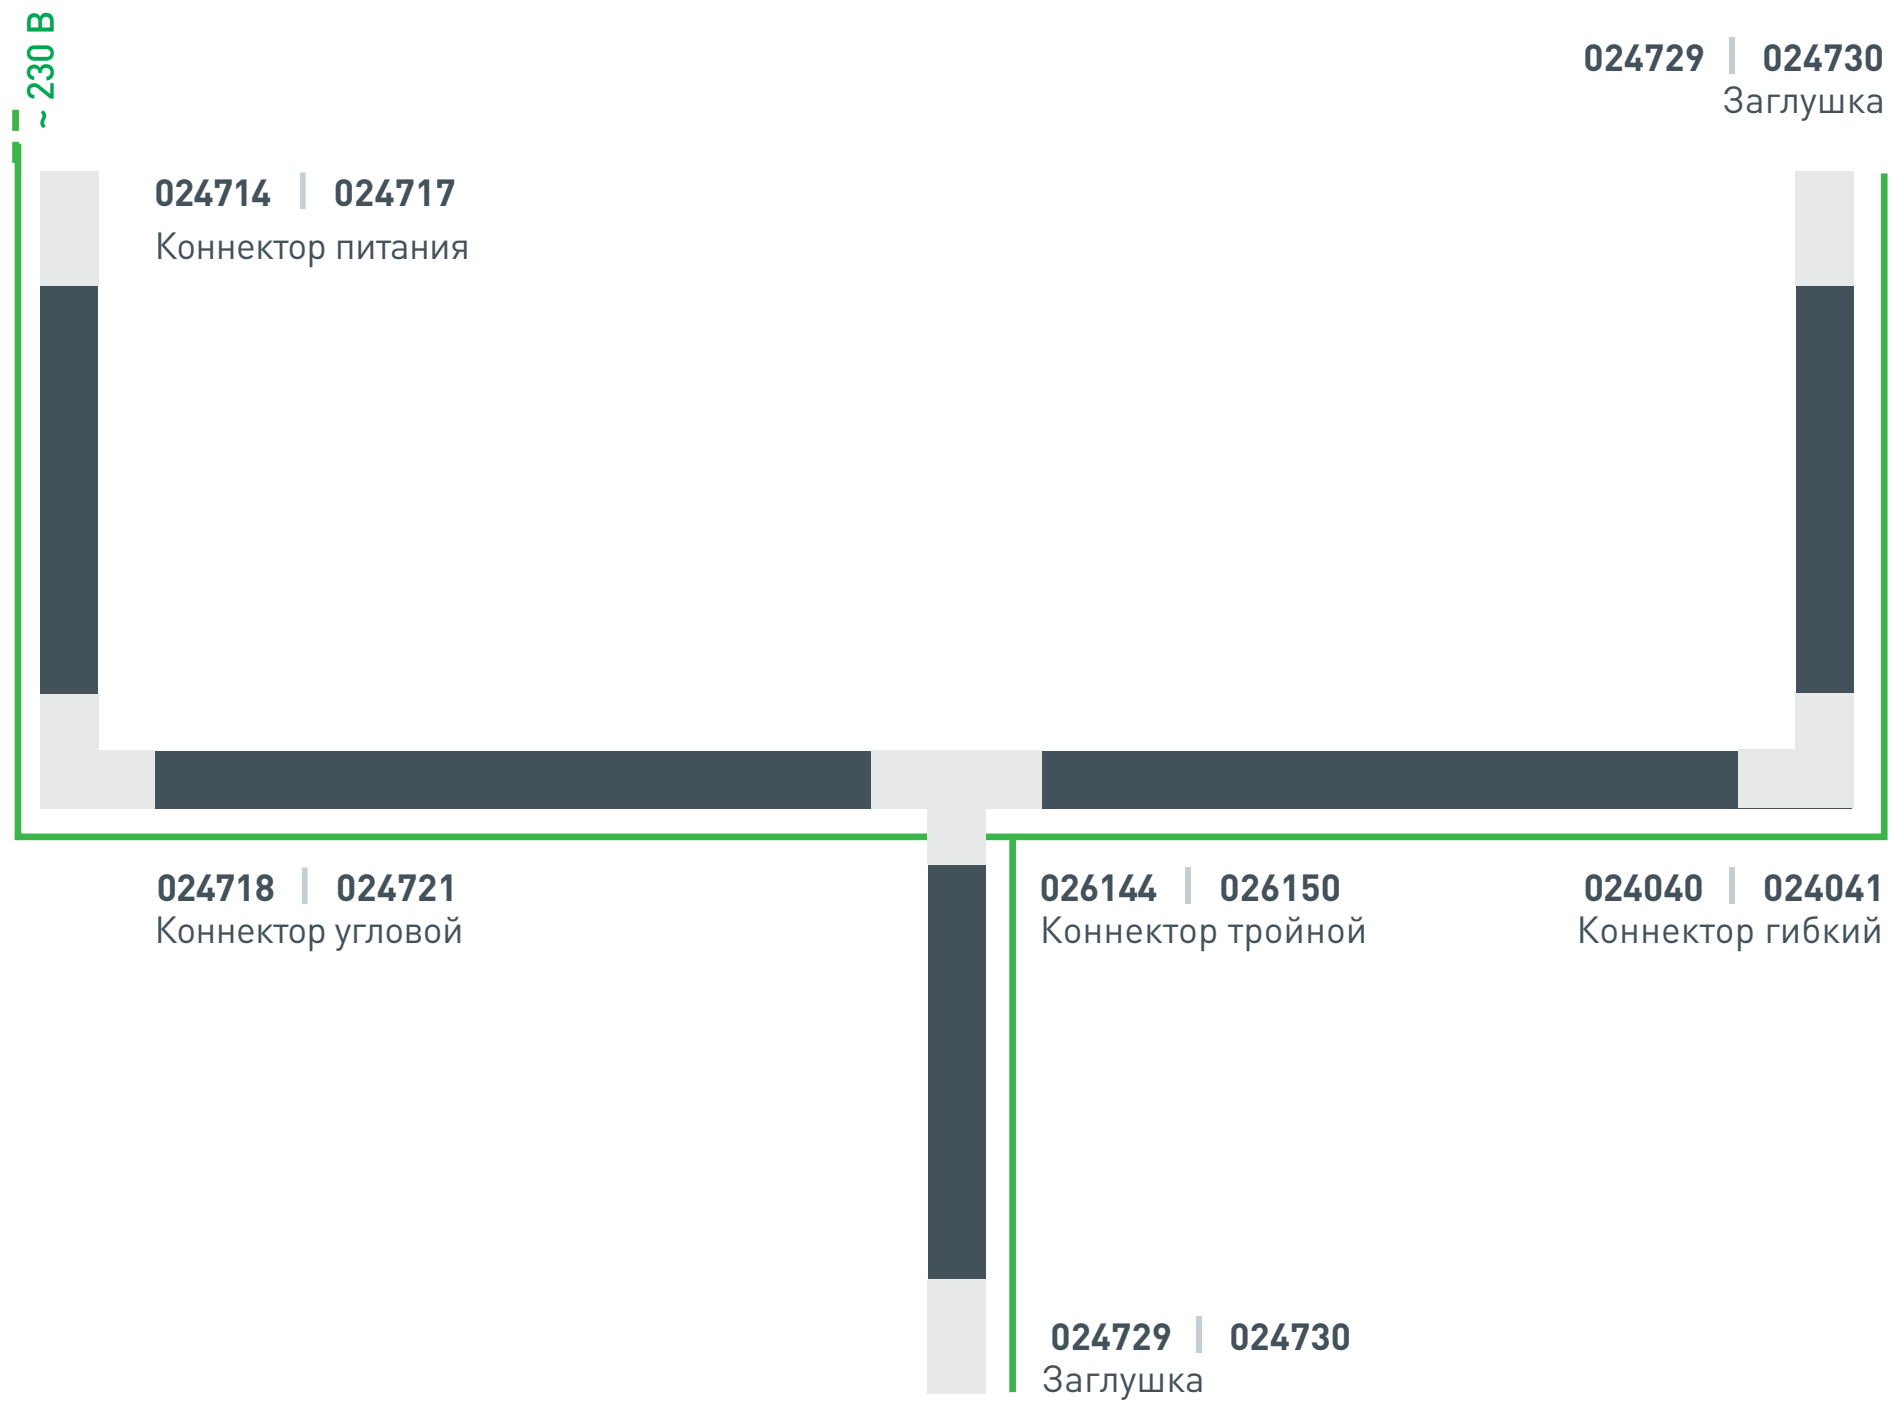 ~ 230 В
024729 | 024730
Заглушка
024714 | 024717
Коннектор питания
024718 | 024721
Коннектор угловой
026144 | 026150
Коннектор тройной
024040 | 024041
Коннектор гибкий
024729 | 024730
Заглушка